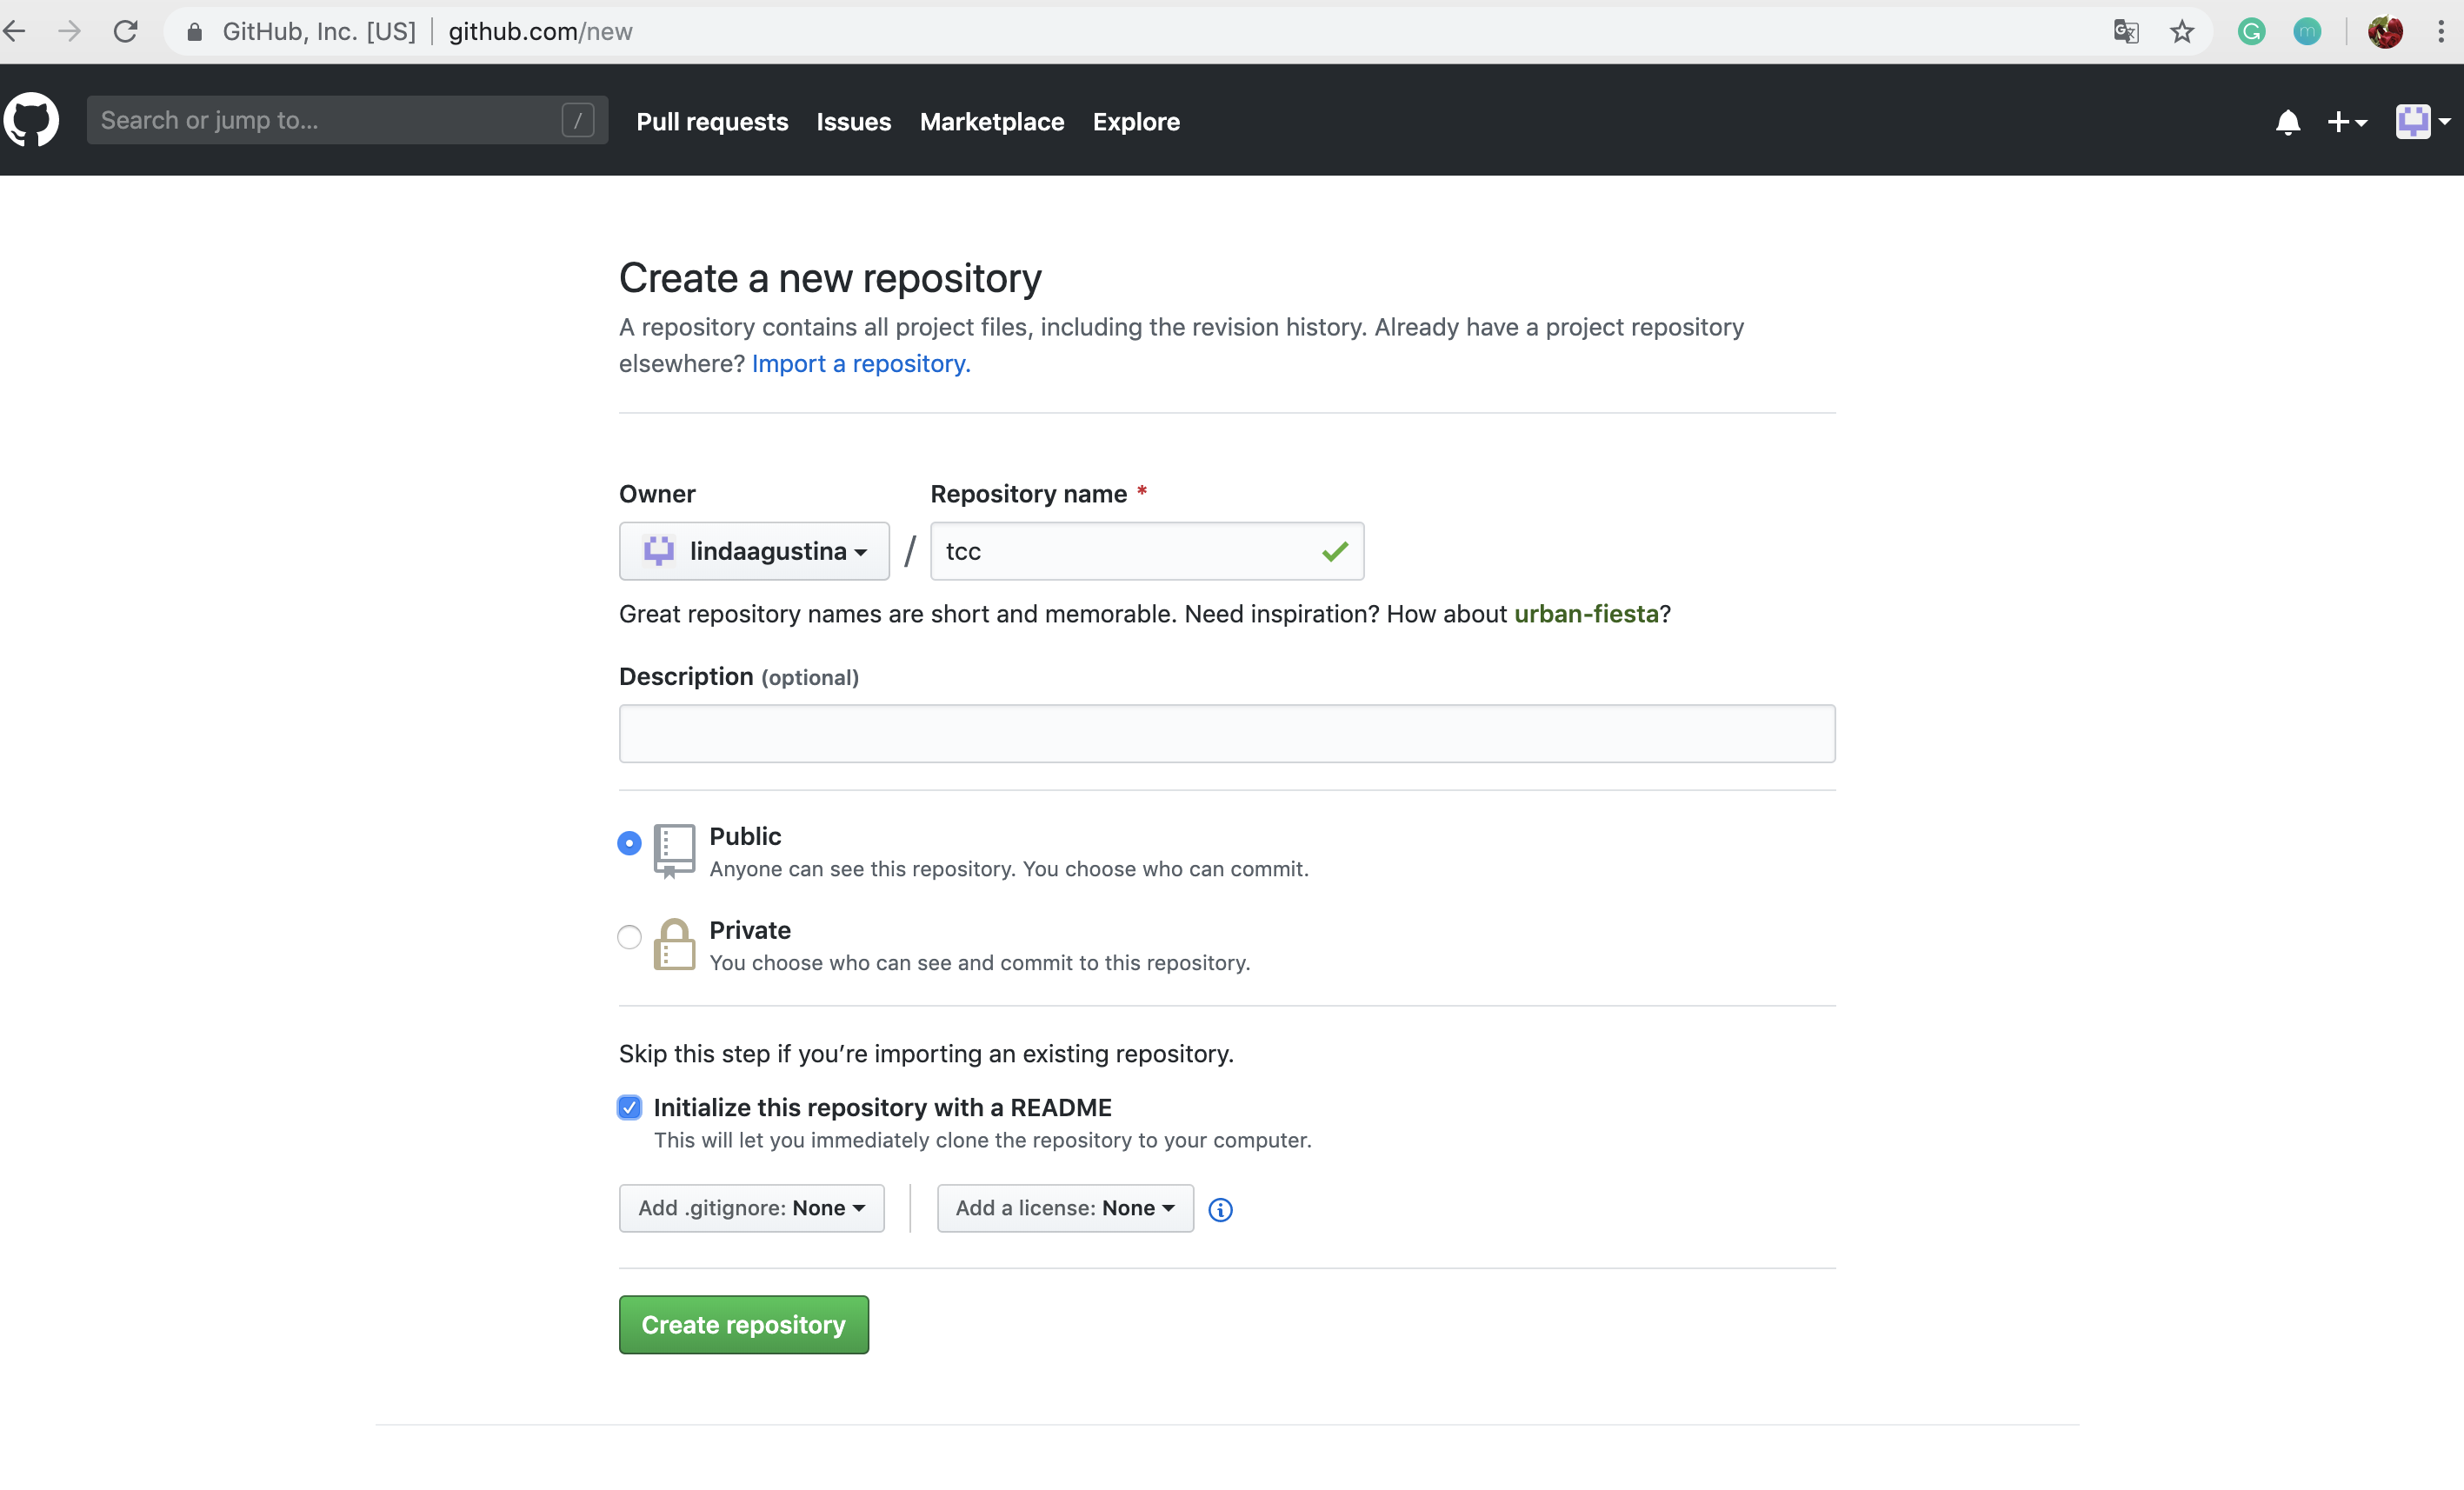 GitHub, Inc. [US] | github.com/new
Search or jump to... /
Pull requests Issues Marketplace Explore
Create a new repository
A repository contains all project files, including the revision history. Already have a project repository
elsewhere? Import a repository.
Owner Repository name *
lindaagustina / tcc
Great repository names are short and memorable. Need inspiration? How about urban-fiesta?
Description (optional)
Public
Anyone can see this repository. You choose who can commit.
Private
You choose who can see and commit to this repository.
Skip this step if you’re importing an existing repository.
Initialize this repository with a README
This will let you immediately clone the repository to your computer.
Add .gitignore: None Add a license: None
Create repository